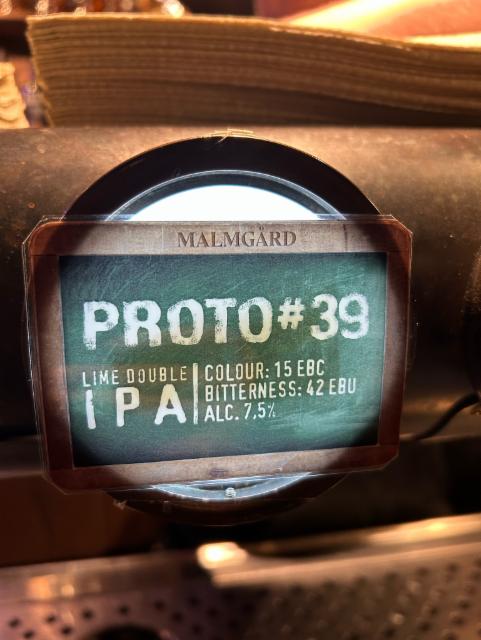 MALMGÅRD
PROTO#39
LIME DOUBLE
IPA
COLOUR: 15 EBC
BITTERNESS: 42 EBU
ALC. 7,5%